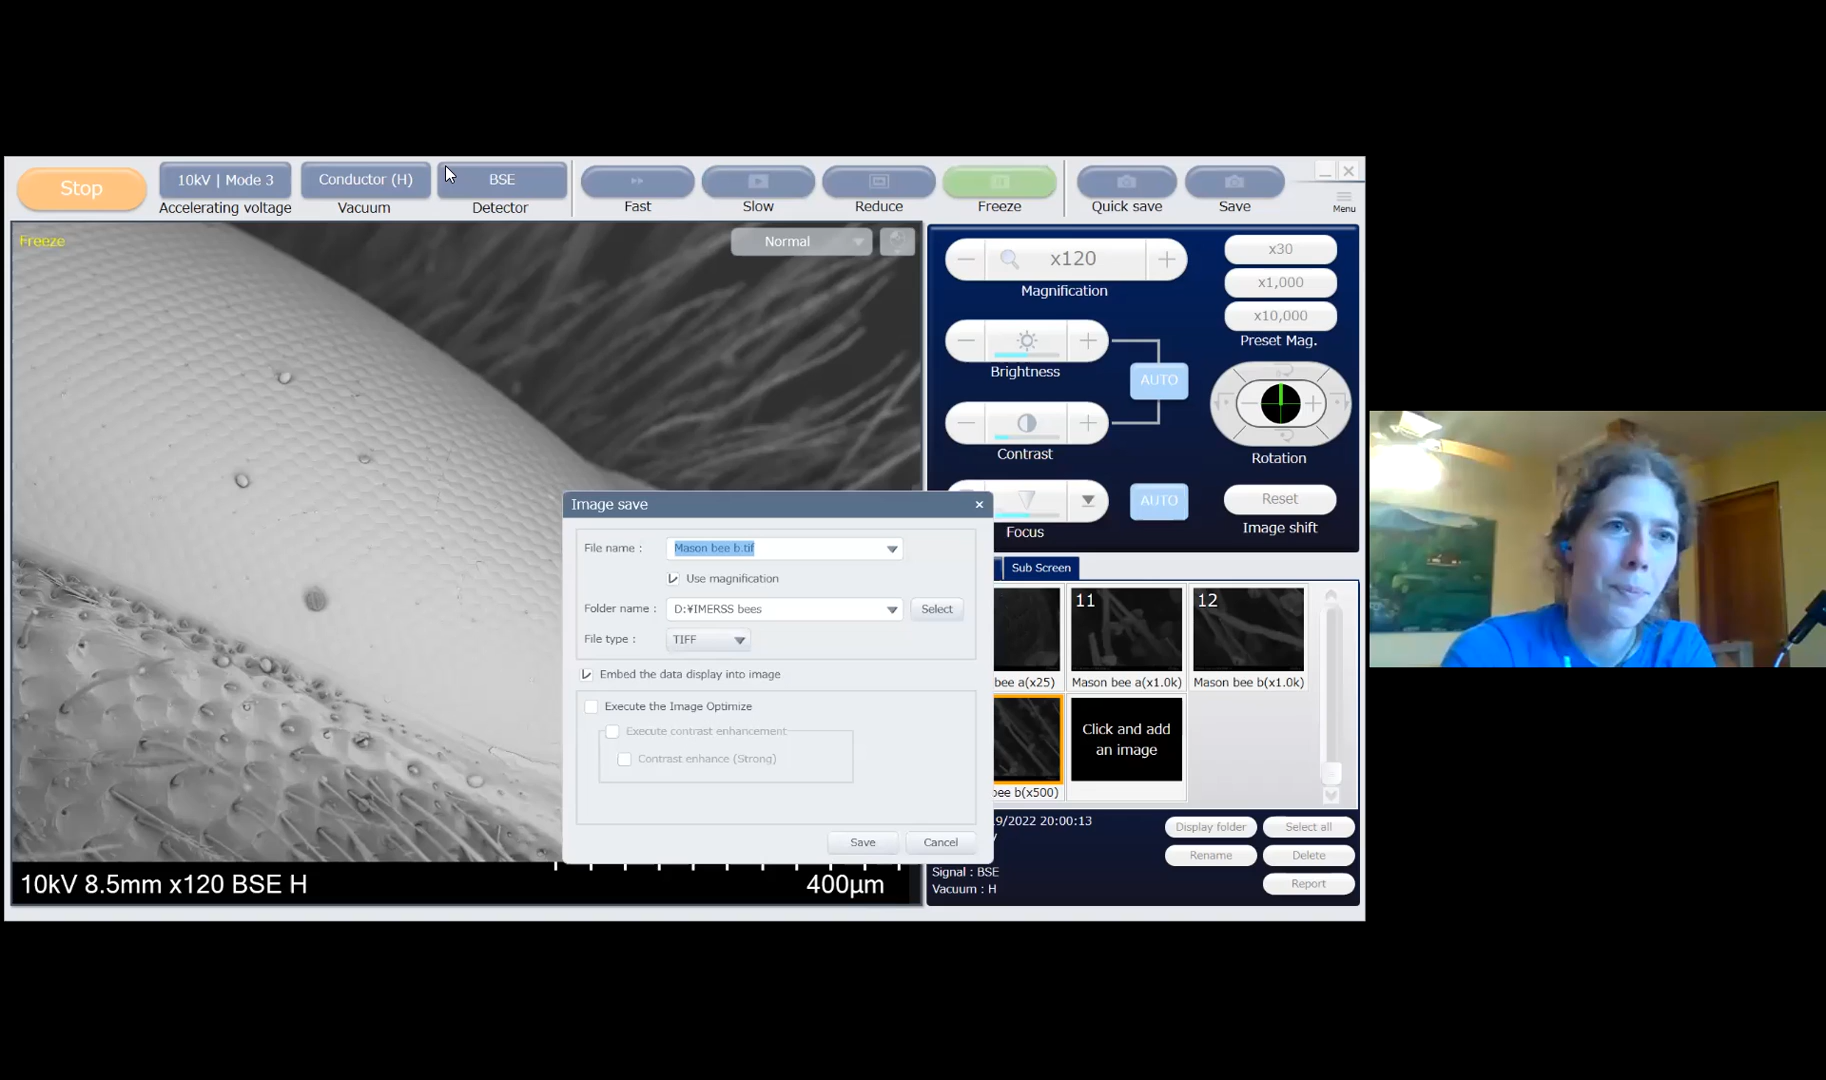 Stop
10kV | Mode 3
Accelerating voltage
Conductor (H)
Vacuum
BSE
Detector
Fast
Slow
Reduce
Freeze
Quick save
Save
Menu
Freeze
Normal
x120
Magnification
x30
x1,000
x10,000
Preset Mag.
Brightness
AUTO
Contrast
Rotation
AUTO
Focus
Reset
Image shift
Image save
File name :
Mason bee b.tif
Use magnification
Folder name :
D:¥IMERSS bees
Select
File type :
TIFF
Embed the data display into image
Execute the Image Optimize
Execute contrast enhancement
Contrast enhance (Strong)
Save
Cancel
Sub Screen
11
12
bee a(x25)
Mason bee a(x1.0k)
Mason bee b(x1.0k)
Click and add
an image
bee b(x500)
9/2022 20:00:13
Signal : BSE
Vacuum : H
Display folder
Select all
Rename
Delete
Report
10kV 8.5mm x120 BSE H
400µm